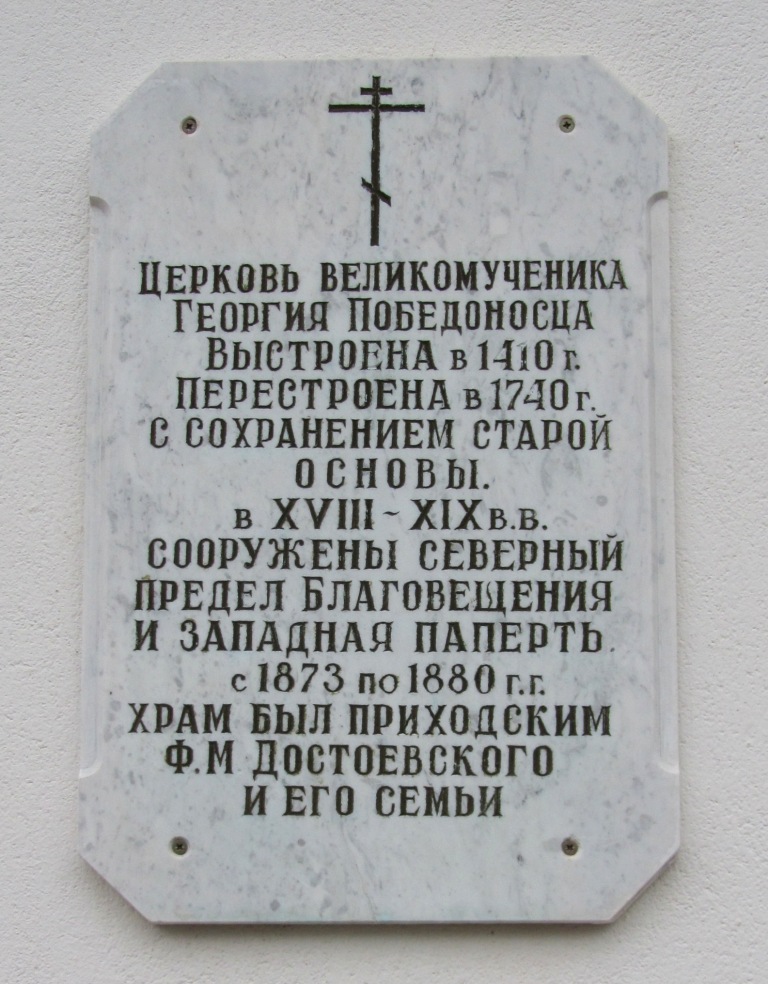 Церковь великомученика
Георгия Победоносца
Выстроена в 1410 г.
Перестроена в 1740 г.
с сохранением старой
основы.
в XVIII - XIX в.в.
сооружены северный
предел Благовещения
и западная паперть.
с 1873 по 1880 г.г.
храм был приходским
Ф.М Достоевского
и его семьи